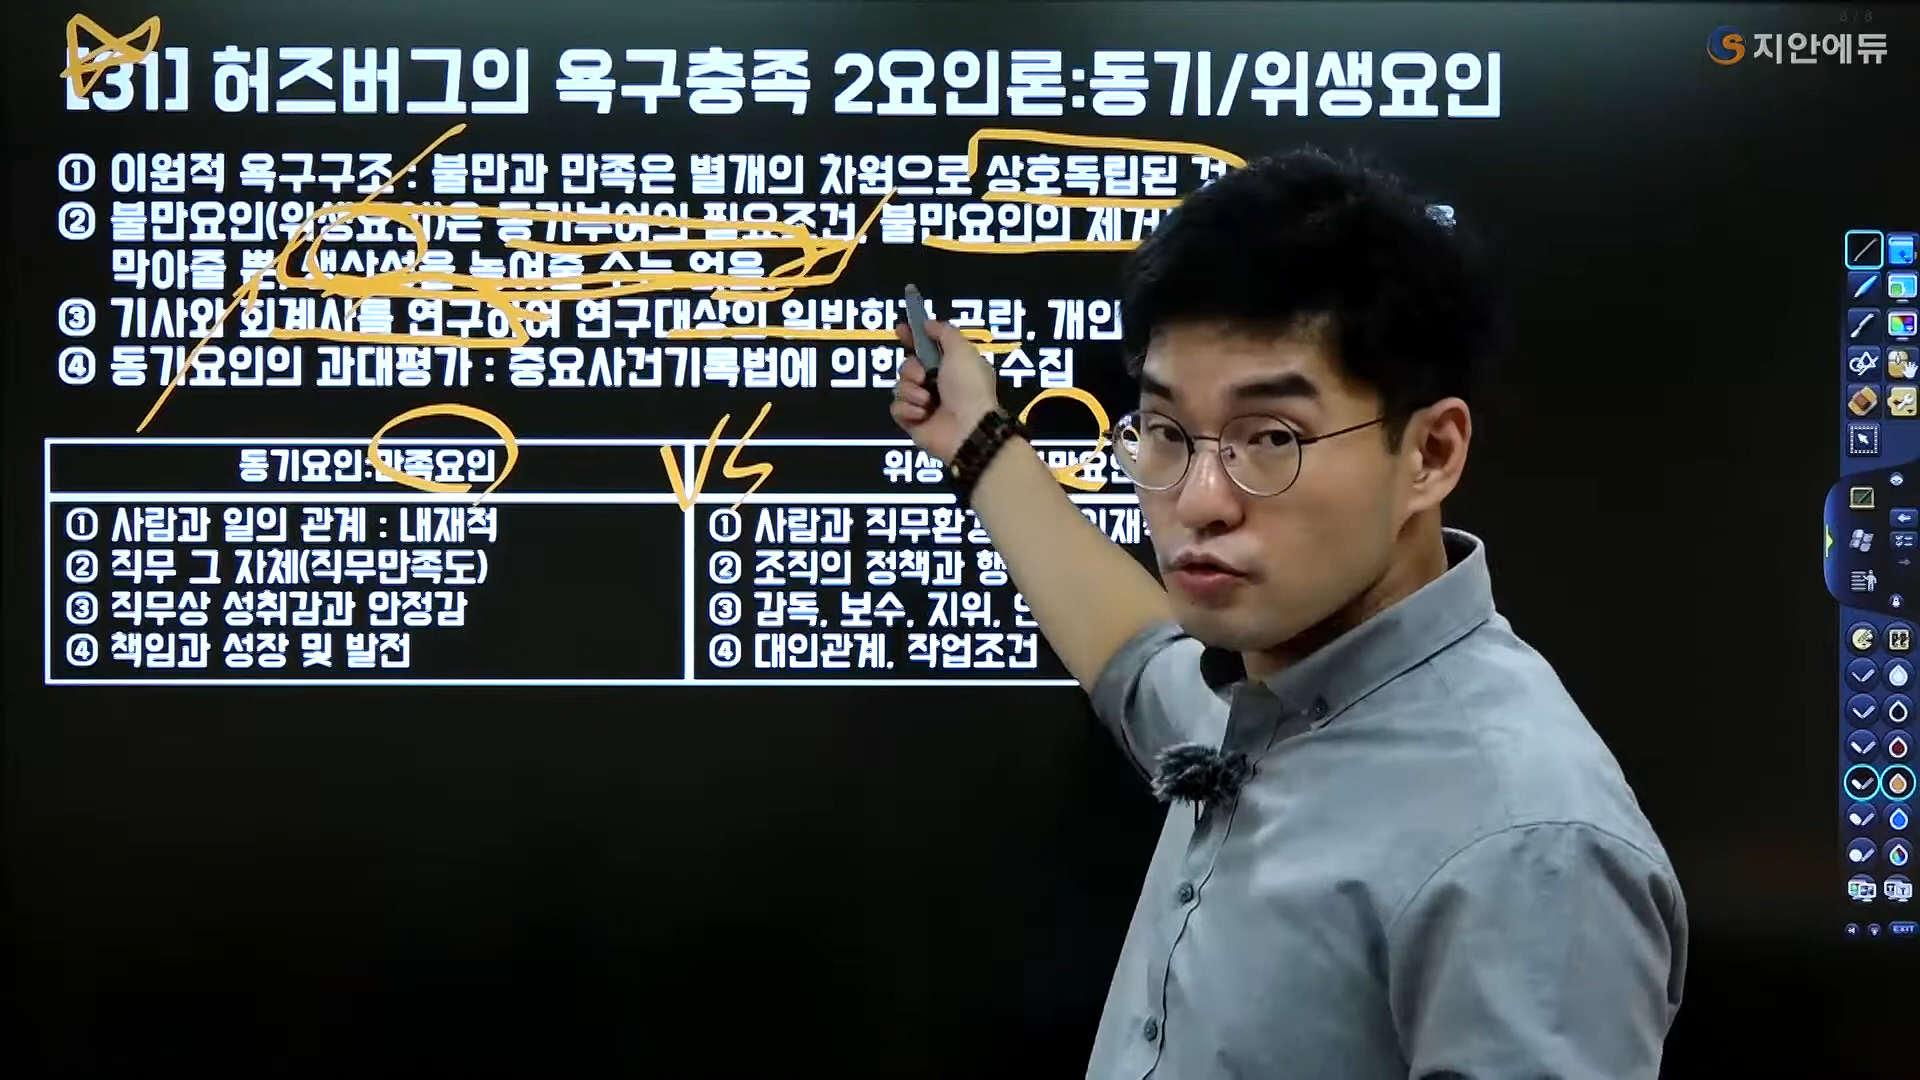 8 / 8
지안에듀
[31] 허즈버그의 욕구충족 2요인론:동기/위생요인
① 이원적 욕구구조 : 불만과 만족은 별개의 차원으로 상호독립된
② 불만요인(위생요인)은 동기부여의 필요조건, 불만요인의 제거
막아줄 뿐, 생산성을 높여줄 수는 없음
③ 기사와 회계사를 연구하여 연구대상의 일반화가 곤란, 개인
④ 동기요인의 과대평가 : 중요사건기록법에 의한 수집
동기요인:만족요인
VS
위생
① 사람과 일의 관계 : 내재적
② 직무 그 자체(직무만족도)
③ 직무상 성취감과 안정감
④ 책임과 성장 및 발전
① 사람과 직무환경
② 조직의 정책과
③ 감독, 보수, 지위,
④ 대인관계, 작업조건
EXIT